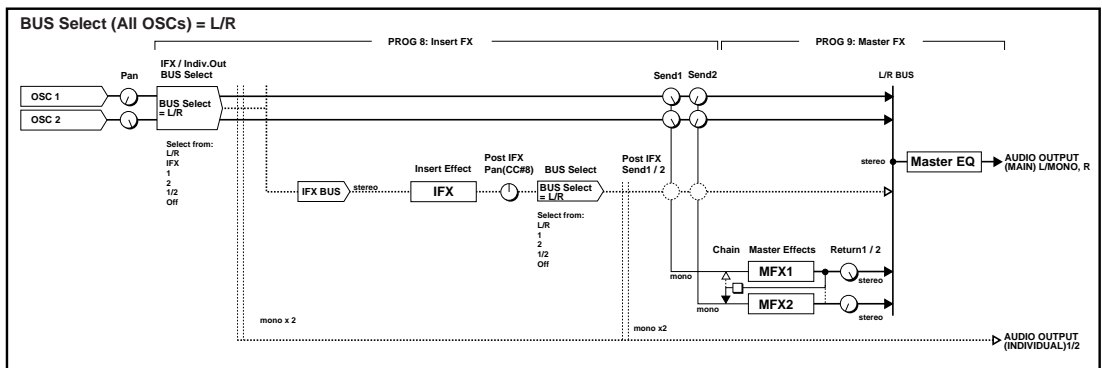 BUS Select (All OSCs) = L/R
PROG 8: Insert FX
PROG 9: Master FX
Pan
IFX / Indiv.Out
BUS Select
Send1
Send2
L/R BUS
OSC 1
OSC 2
BUS Select
= L/R
Select from:
L/R
IFX
1
2
1/2
Off
IFX BUS
stereo
Insert Effect
IFX
Post IFX
Pan(CC#8)
BUS Select
BUS Select
= L/R
Select from:
L/R
1
2
1/2
Off
Post IFX
Send1 / 2
stereo
Master EQ
AUDIO OUTPUT
(MAIN) L/MONO, R
Chain
Master Effects
Return1 / 2
mono
MFX1
stereo
mono
MFX2
stereo
mono x 2
mono x2
AUDIO OUTPUT
(INDIVIDUAL)1/2